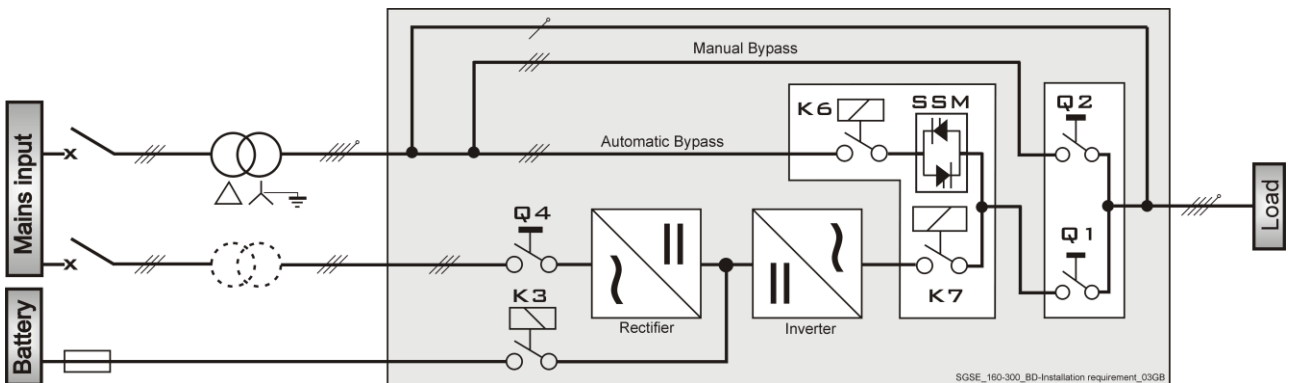 Manual Bypass
K6
SSM
Q2
Automatic Bypass
Mains input
Q4
Q1
Load
K3
K7
Rectifier
Inverter
Battery
SGSE_160-300_BD-Installation requirement_03GB